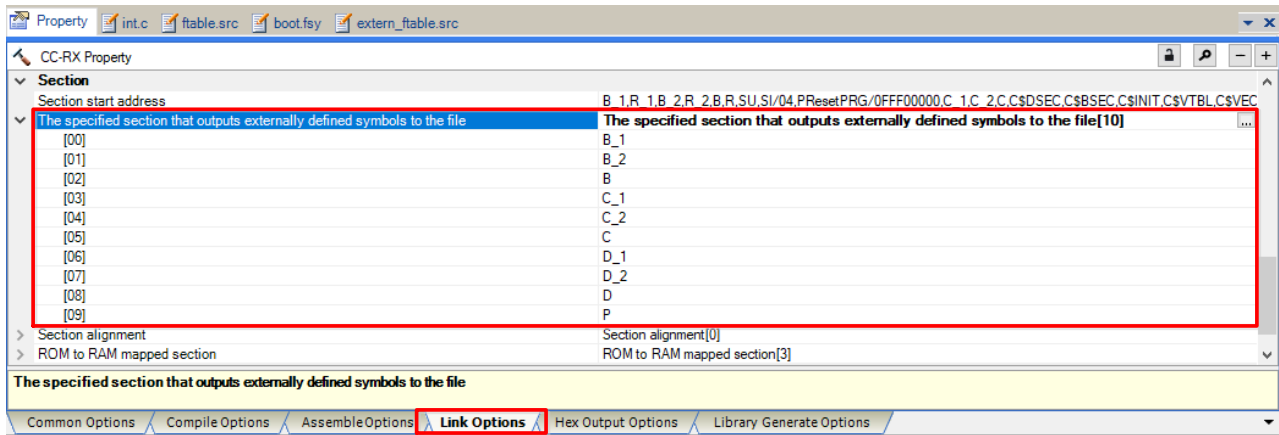 Property int.c ftable.src boot.fsy extern_ftable.src
CC-RX Property
Section
Section start address B_1,R_1,B_2,R_2,B,R,SU,SI/04,PResetPRG/0FFF00000,C_1,C_2,C,C$DSEC,C$BSEC,C$INIT,C$VTBL,C$VEC
The specified section that outputs externally defined symbols to the file The specified section that outputs externally defined symbols to the file[10] ...
[00] B_1
[01] B_2
[02] B
[03] C_1
[04] C_2
[05] C
[06] D_1
[07] D_2
[08] D
[09] P
Section alignment Section alignment[0]
ROM to RAM mapped section ROM to RAM mapped section[3]
The specified section that outputs externally defined symbols to the file
Common Options Compile Options Assemble Options Link Options Hex Output Options Library Generate Options